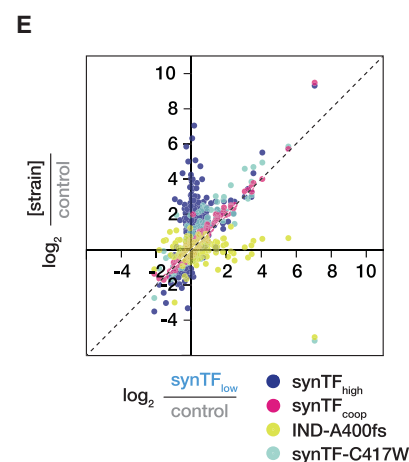 E
10
8
6
4
2
-2
-4
-4 -2 2 4 6 8 10
[strain]
control
log2
log2 synTFlow
control
synTFhigh
synTFcoop
IND-A400fs
synTF-C417W